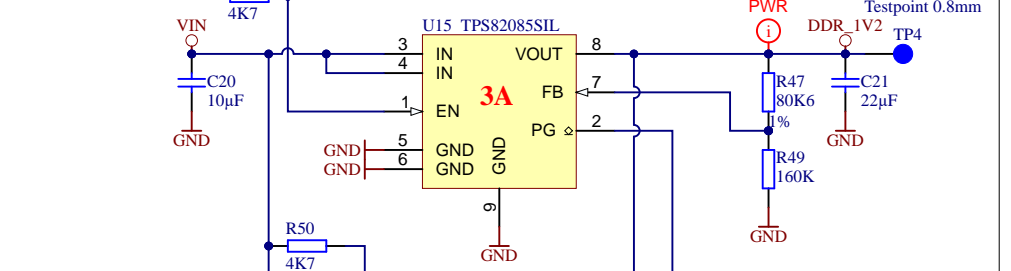 PWR
Testpoint 0.8mm
4K7
VIN
U15 TPS82085SIL
DDR_1V2
TP4
3 IN
4 IN
VOUT 8
C20
10µF
GND
1 EN
3A
FB 7
PG 2
R47
80K6
1%
C21
22µF
GND
GND 5 GND
GND 6 GND
GND
9
GND
R49
160K
GND
R50
4K7
i